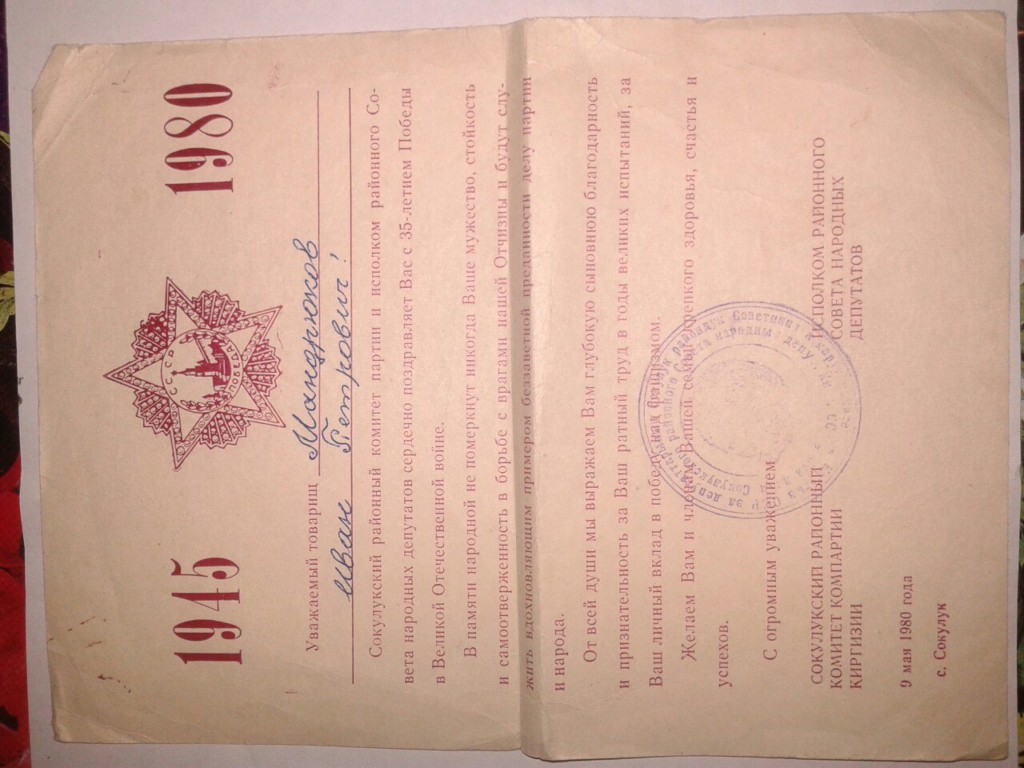 1945
1980
СССР
ПОБЕДА
Уважаемый товарищ Мандрюков
иван Петкович!
Сокулукский районный комитет партии и исполком районного Со-
вета народных депутатов сердечно поздравляет Вас с 35-летием Победы
в Великой Отечественной войне.
В памяти народной не померкнут никогда Ваше мужество, стойкость
и самоотверженность в борьбе с врагами нашей Отчизны и будут слу-
жить вдохновляющим примером беззаветной преданности делу партии
и народа.
От всей души мы выражаем Вам глубокую сыновнюю благодарность
и признательность за Ваш ратный труд в годы великих испытаний, за
Ваш личный вклад в победу над фашизмом.
Желаем Вам и членам Вашей семьи крепкого здоровья, счастья и
успехов.
С огромным уважением
СОКУЛУКСКИЙ РАЙОННЫЙ
КОМИТЕТ КОМПАРТИИ
КИРГИЗИИ
ИСПОЛКОМ РАЙОННОГО
СОВЕТА НАРОДНЫХ
ДЕПУТАТОВ
9 мая 1980 года
с. Сокулук